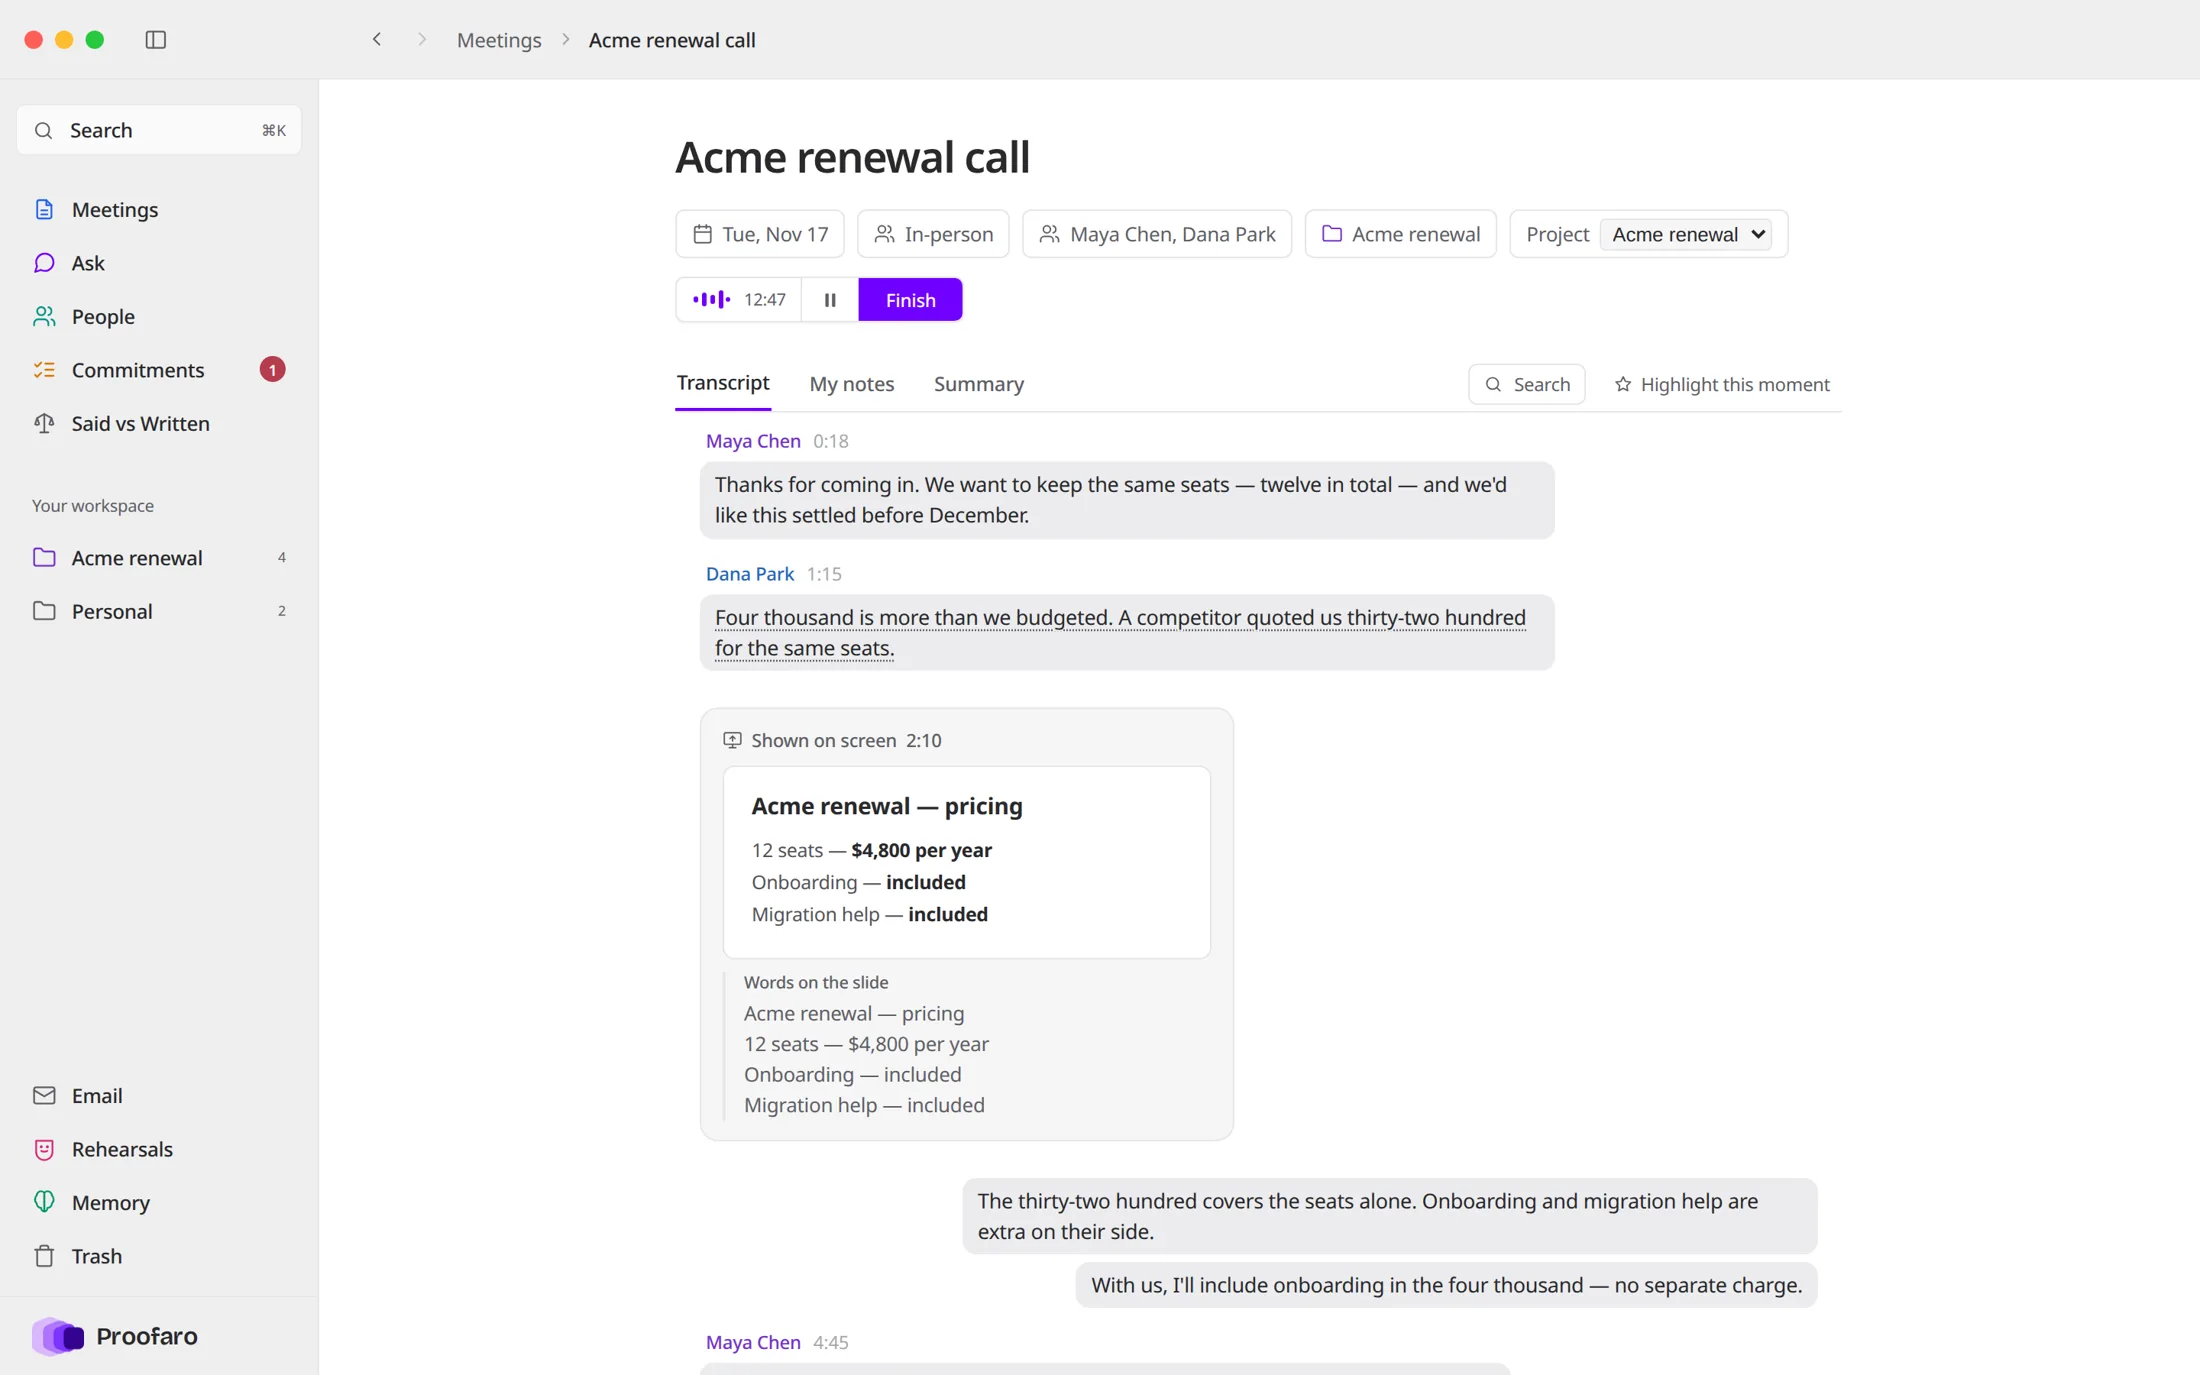 Meetings
Acme renewal call
Search ⌘K
Meetings
Ask
People
Commitments 1
Said vs Written
Your workspace
Acme renewal 4
Personal 2
Email
Rehearsals
Memory
Trash
Proofaro
Acme renewal call
Tue, Nov 17
In-person
Maya Chen, Dana Park
Acme renewal
Project Acme renewal
12:47
Finish
Transcript
My notes
Summary
Search
Highlight this moment
Maya Chen 0:18
Thanks for coming in. We want to keep the same seats — twelve in total — and we'd
like this settled before December.
Dana Park 1:15
Four thousand is more than we budgeted. A competitor quoted us thirty-two hundred
for the same seats.
Shown on screen 2:10
Acme renewal — pricing
12 seats — $4,800 per year
Onboarding — included
Migration help — included
Words on the slide
Acme renewal — pricing
12 seats — $4,800 per year
Onboarding — included
Migration help — included
The thirty-two hundred covers the seats alone. Onboarding and migration help are
extra on their side.
With us, I'll include onboarding in the four thousand — no separate charge.
Maya Chen 4:45